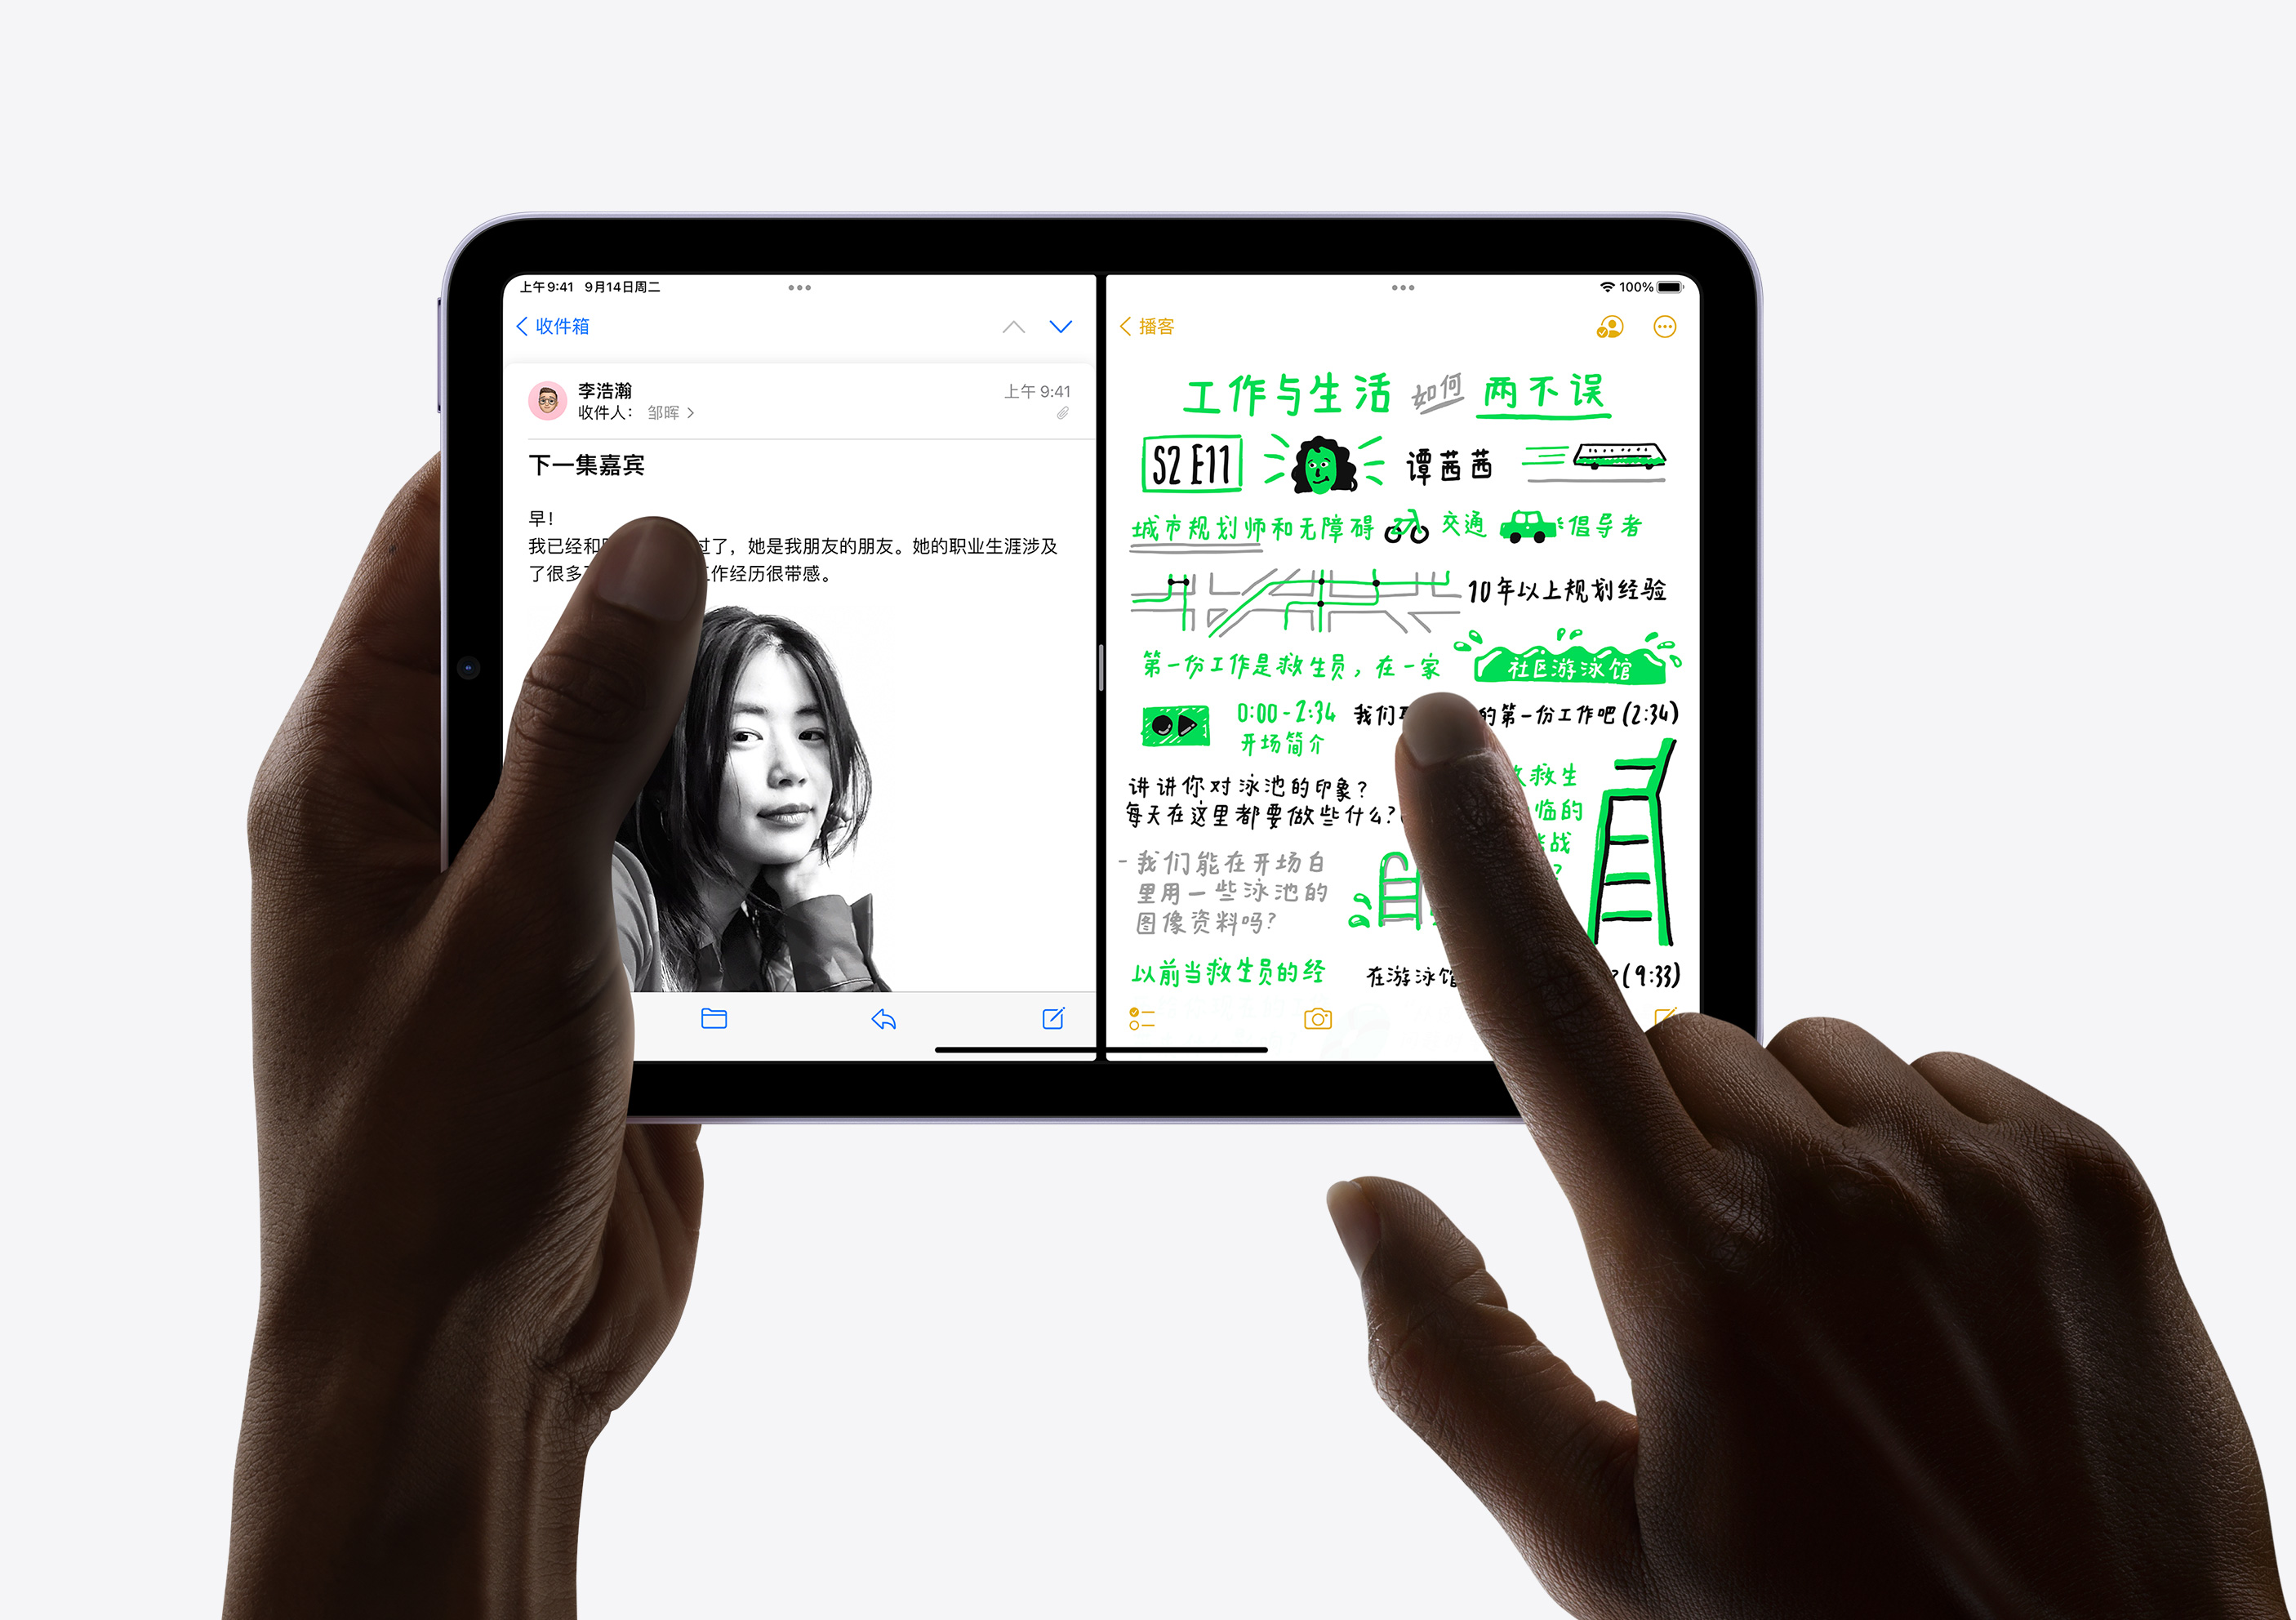 上午9:41 9月14日周二
收件箱
李浩瀚
上午 9:41
收件人： 邹晖 >
下一集嘉宾
早！
我已经和 过了，她是我朋友的朋友。她的职业生涯涉及
了很多 作经历很带感。
100%
播客
工作与生活 如何 两不误
S2 E11 谭茜茜
城市规划师和无障碍 交通 倡导者
10年以上规划经验
第一份工作是救生员，在一家 社区游泳馆
0:00-2:34
开场简介
我们 的第一份工作吧(2:34)
讲讲你对泳池的印象？
每天在这里都要做些什么？
救生
临的
战
?
- 我们能在开场白
里用一些泳池的
图像资料吗？
以前当救生员的经
在游泳馆 ?(9:33)